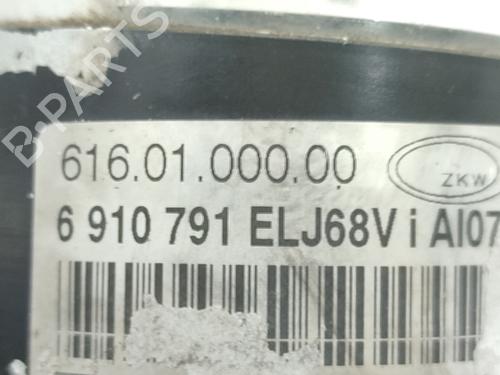 616.01.000.00
ZKW
6 910 791 ELJ68V i AI07
B-PARTS